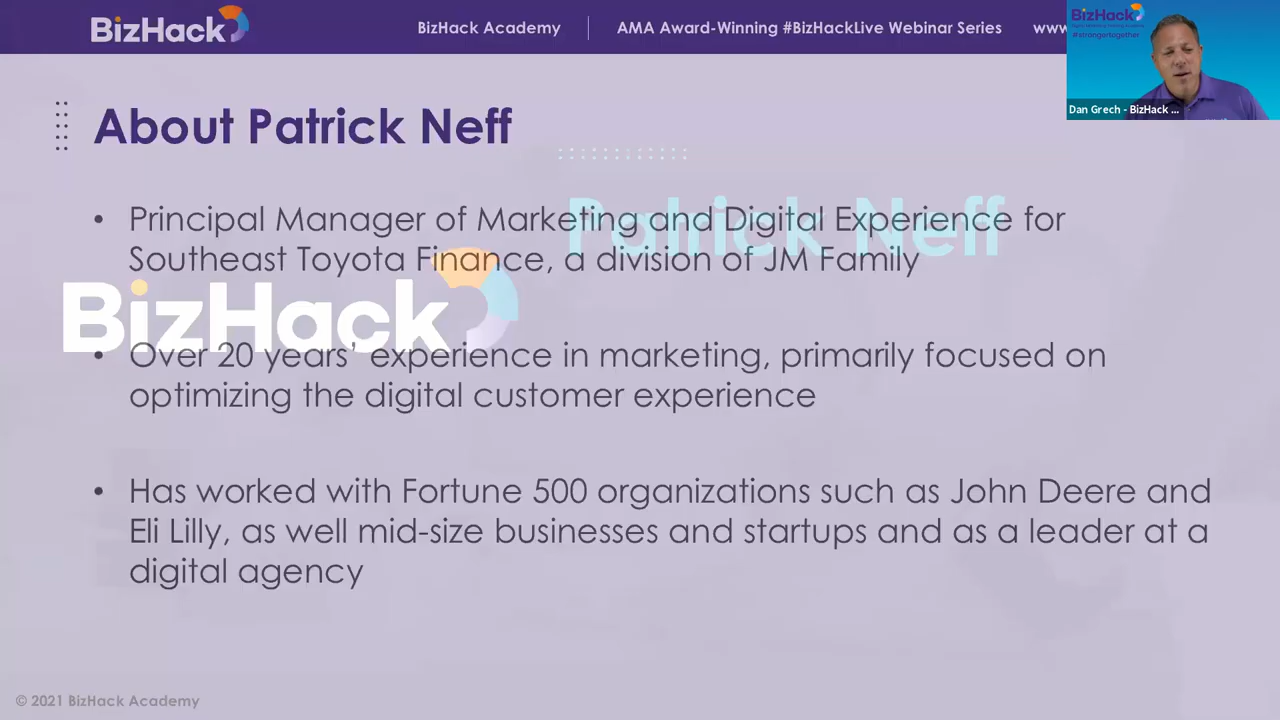 BizHack
BizHack Academy
AMA Award-Winning #BizHackLive Webinar Series
www
BizHack
#strongertogether
Dan Grech - BizHack ...
About Patrick Neff
Patrick Neff
• Principal Manager of Marketing and Digital Experience for
Southeast Toyota Finance, a division of JM Family
BizHack
• Over 20 years’ experience in marketing, primarily focused on
optimizing the digital customer experience
• Has worked with Fortune 500 organizations such as John Deere and
Eli Lilly, as well mid-size businesses and startups and as a leader at a
digital agency
© 2021 BizHack Academy